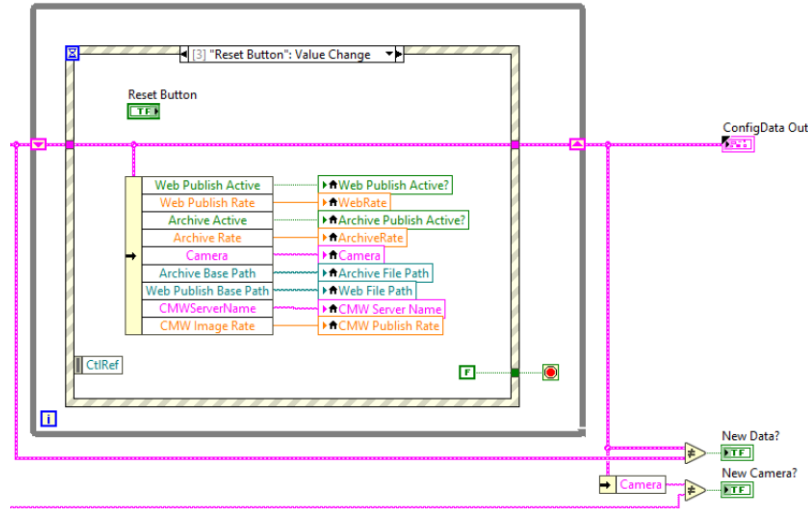 [3] "Reset Button": Value Change
Reset Button
TF
ConfigData Out
Web Publish Active
Web Publish Active?
Web Publish Rate
WebRate
Archive Active
Archive Publish Active?
Archive Rate
ArchiveRate
Camera
Camera
Archive Base Path
Archive File Path
Web Publish Base Path
Web File Path
CMWServerName
CMW Server Name
CMW Image Rate
CMW Publish Rate
CtlRef
F
i
New Data?
TF
New Camera?
Camera
TF